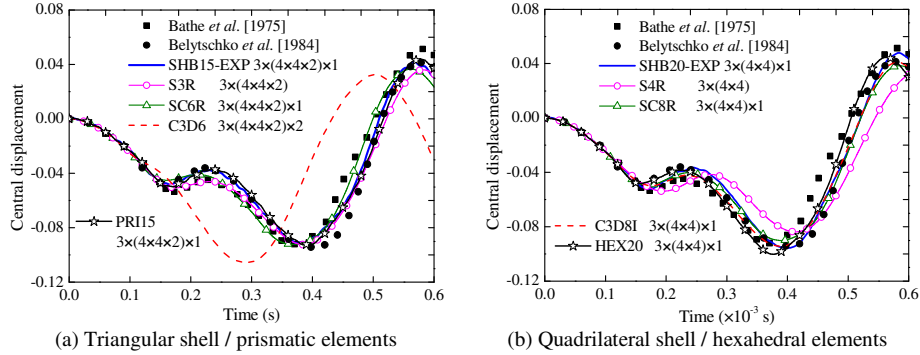 Bathe et al. [1975]
Belytschko et al. [1984]
SHB15-EXP 3×(4×4×2)×1
S3R 3×(4×4×2)
SC6R 3×(4×4×2)×1
C3D6 3×(4×4×2)×2
PRI15
3×(4×4×2)×1
0.08
0.04
0.00
-0.04
-0.08
-0.12
Central displacement
0.0 0.1 0.2 0.3 0.4 0.5 0.6
Time (s)
(a) Triangular shell / prismatic elements
Bathe et al. [1975]
Belytschko et al. [1984]
SHB20-EXP 3×(4×4)×1
S4R 3×(4×4)
SC8R 3×(4×4)×1
C3D8I 3×(4×4)×1
HEX20 3×(4×4)×1
0.08
0.04
0.00
-0.04
-0.08
-0.12
Central displacement
0.0 0.1 0.2 0.3 0.4 0.5 0.6
Time (×10⁻³ s)
(b) Quadrilateral shell / hexahedral elements